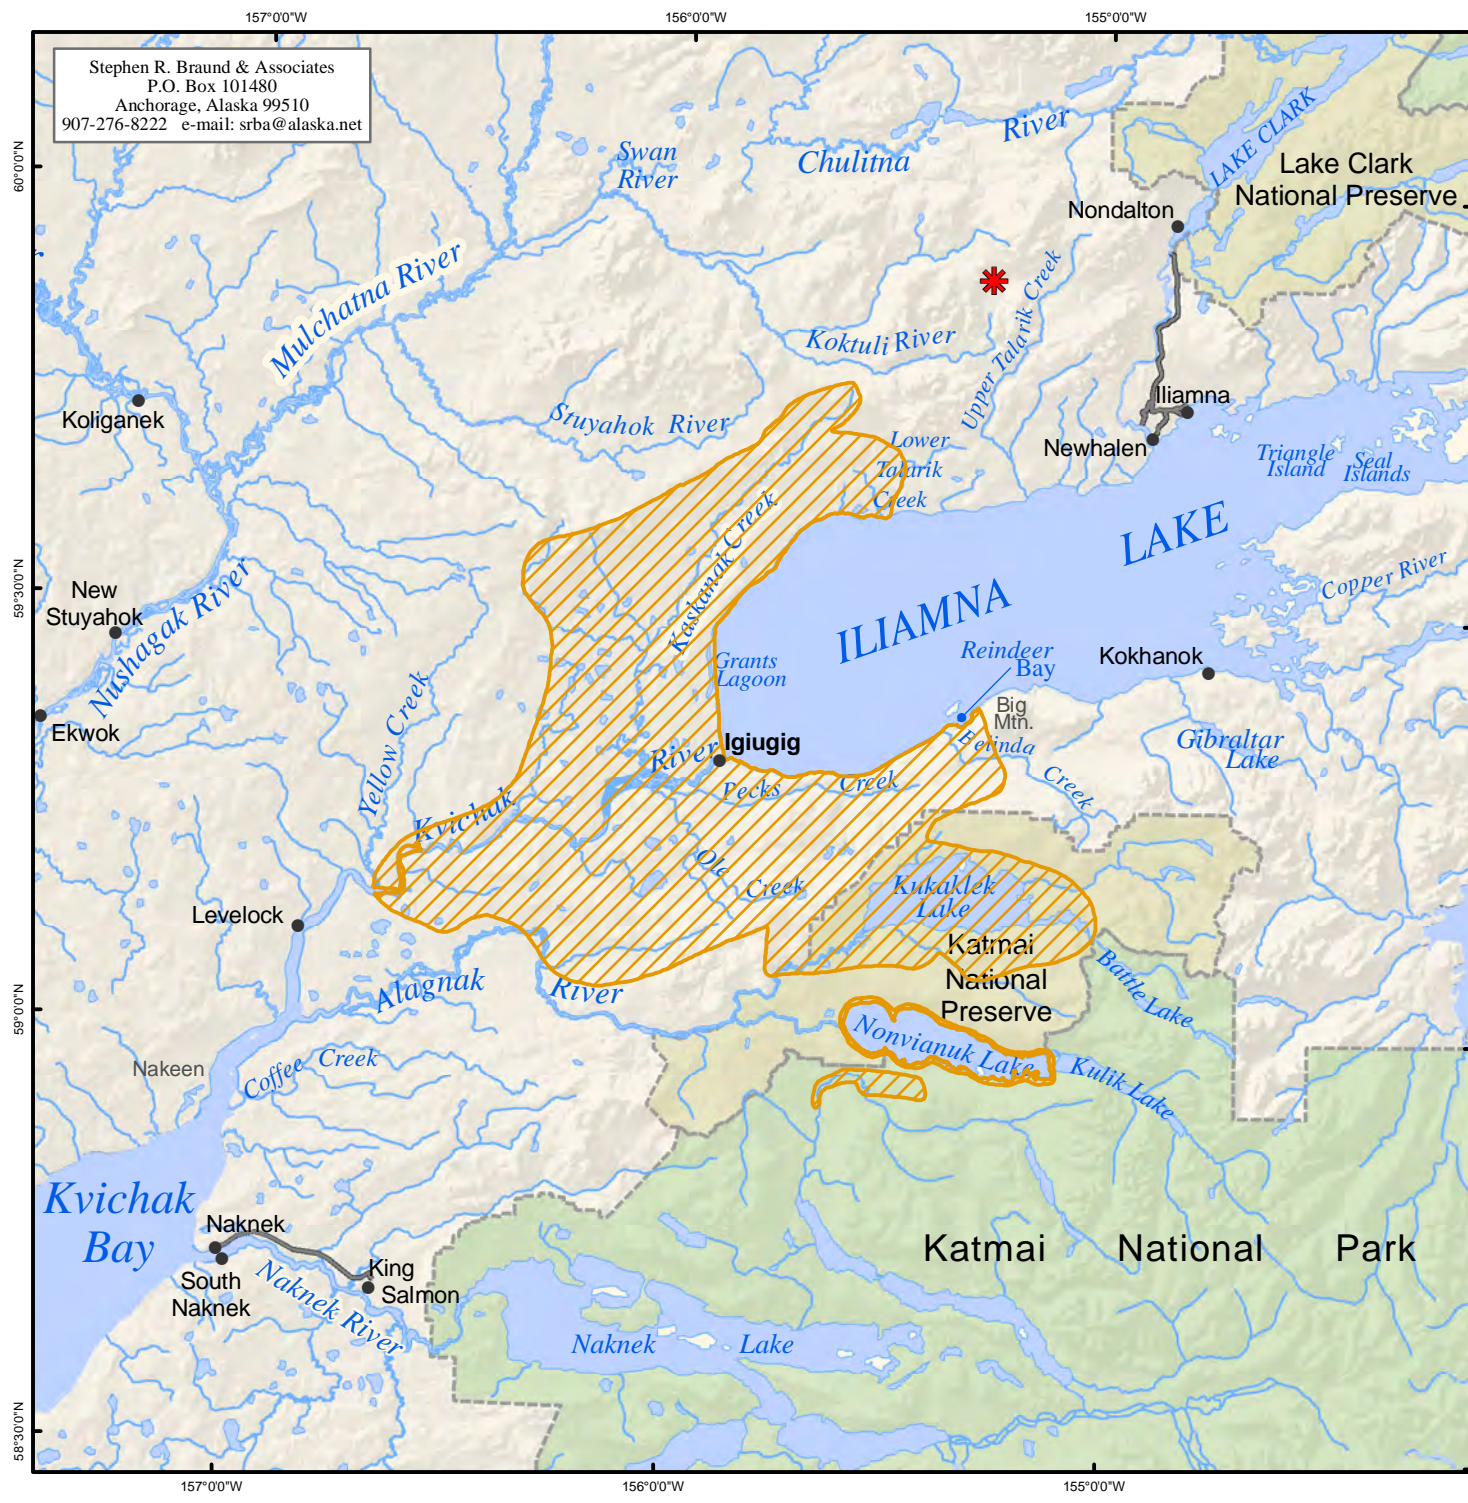 157°0'0"W
156°0'0"W
155°0'0"W
Stephen R. Braund & Associates
P.O. Box 101480
Anchorage, Alaska 99510
907-276-8222 e-mail: srba@alaska.net
60°0'0"N
59°30'0"N
59°0'0"N
58°30'0"N
Swan
River
Chulitna
River
LAKE CLARK
Lake Clark
National Preserve
Nondalton
Mulchatna River
Koktuli River
Upper Talarik Creek
Koliganek
Stuyahok River
Iliamna
Newhalen
Lower
Talarik
Creek
Triangle
Island
Seal
Islands
LAKE
ILIAMNA
Kaskanak Creek
Copper River
New
Stuyahok
Nushagak River
Ekwok
Grants
Lagoon
Reindeer
Bay
Kokhanok
Big
Mtn.
Gibraltar
Lake
Belinda
Creek
Yellow Creek
River
Igiugig
Pecks
Creek
Kvichak
Ole
Creek
Kukaklek
Lake
Levelock
Katmai
National
Preserve
Battle Lake
Alagnak
River
Nonvianuk Lake
Kulik Lake
Nakeen
Coffee Creek
Kvichak
Bay
Naknek
South
Naknek
King
Salmon
Naknek River
Naknek
Lake
Katmai National Park
157°0'0"W
156°0'0"W
155°0'0"W